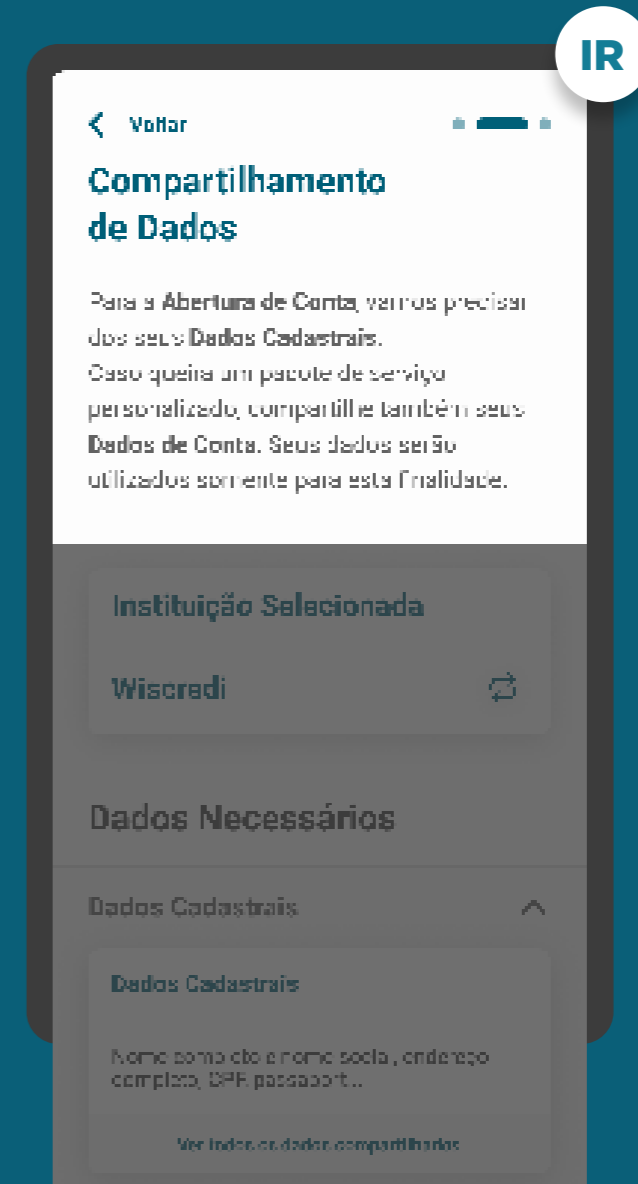 IR
Voltar
Compartilhamento
de Dados
Para a Abertura de Conta, vamos precisar
dos seus Dados Cadastrais.
Caso queira um pacote de serviço
personalizado, compartilhe também seus
Dados de Conta. Seus dados serão
utilizados somente para esta finalidade.
Instituição Selecionada
Wiscredi
Dados Necessários
Dados Cadastrais
Dados Cadastrais
Nome completo e nome social, endereço
completo, CPF, passaport...
Ver todos os dados compartilhados